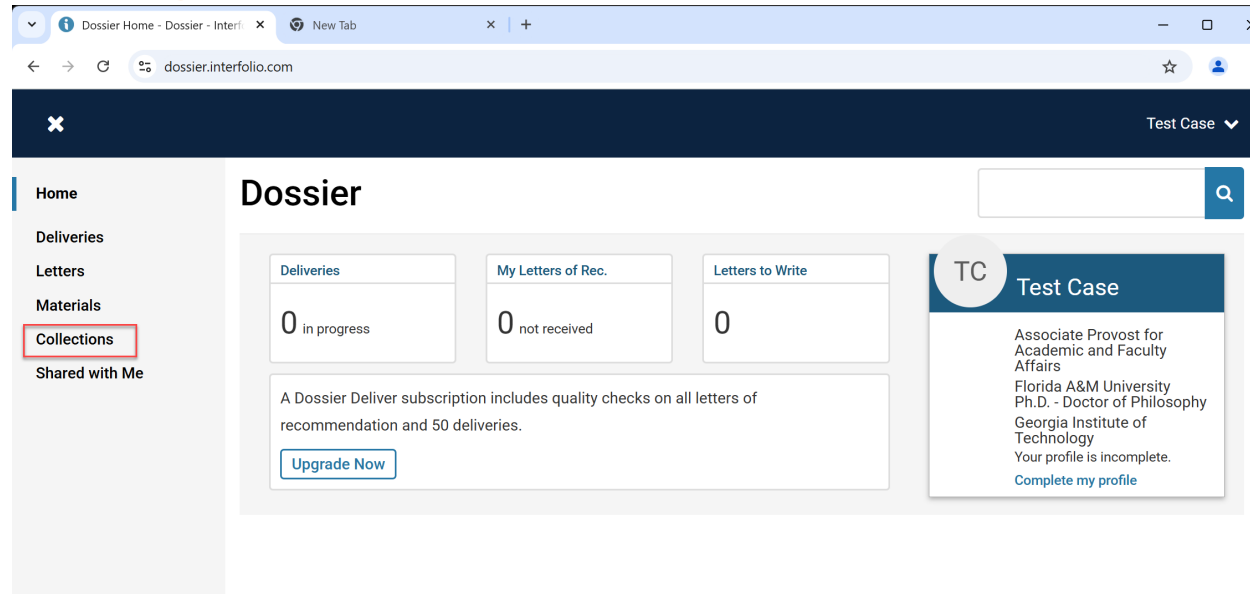 Dossier Home - Dossier - Interf
New Tab
dossier.interfolio.com
Test Case
Home
Deliveries
Letters
Materials
Collections
Shared with Me
Dossier
Deliveries
0 in progress
My Letters of Rec.
0 not received
Letters to Write
0
A Dossier Deliver subscription includes quality checks on all letters of
recommendation and 50 deliveries.
Upgrade Now
TC
Test Case
Associate Provost for
Academic and Faculty
Affairs
Florida A&M University
Ph.D. - Doctor of Philosophy
Georgia Institute of
Technology
Your profile is incomplete.
Complete my profile